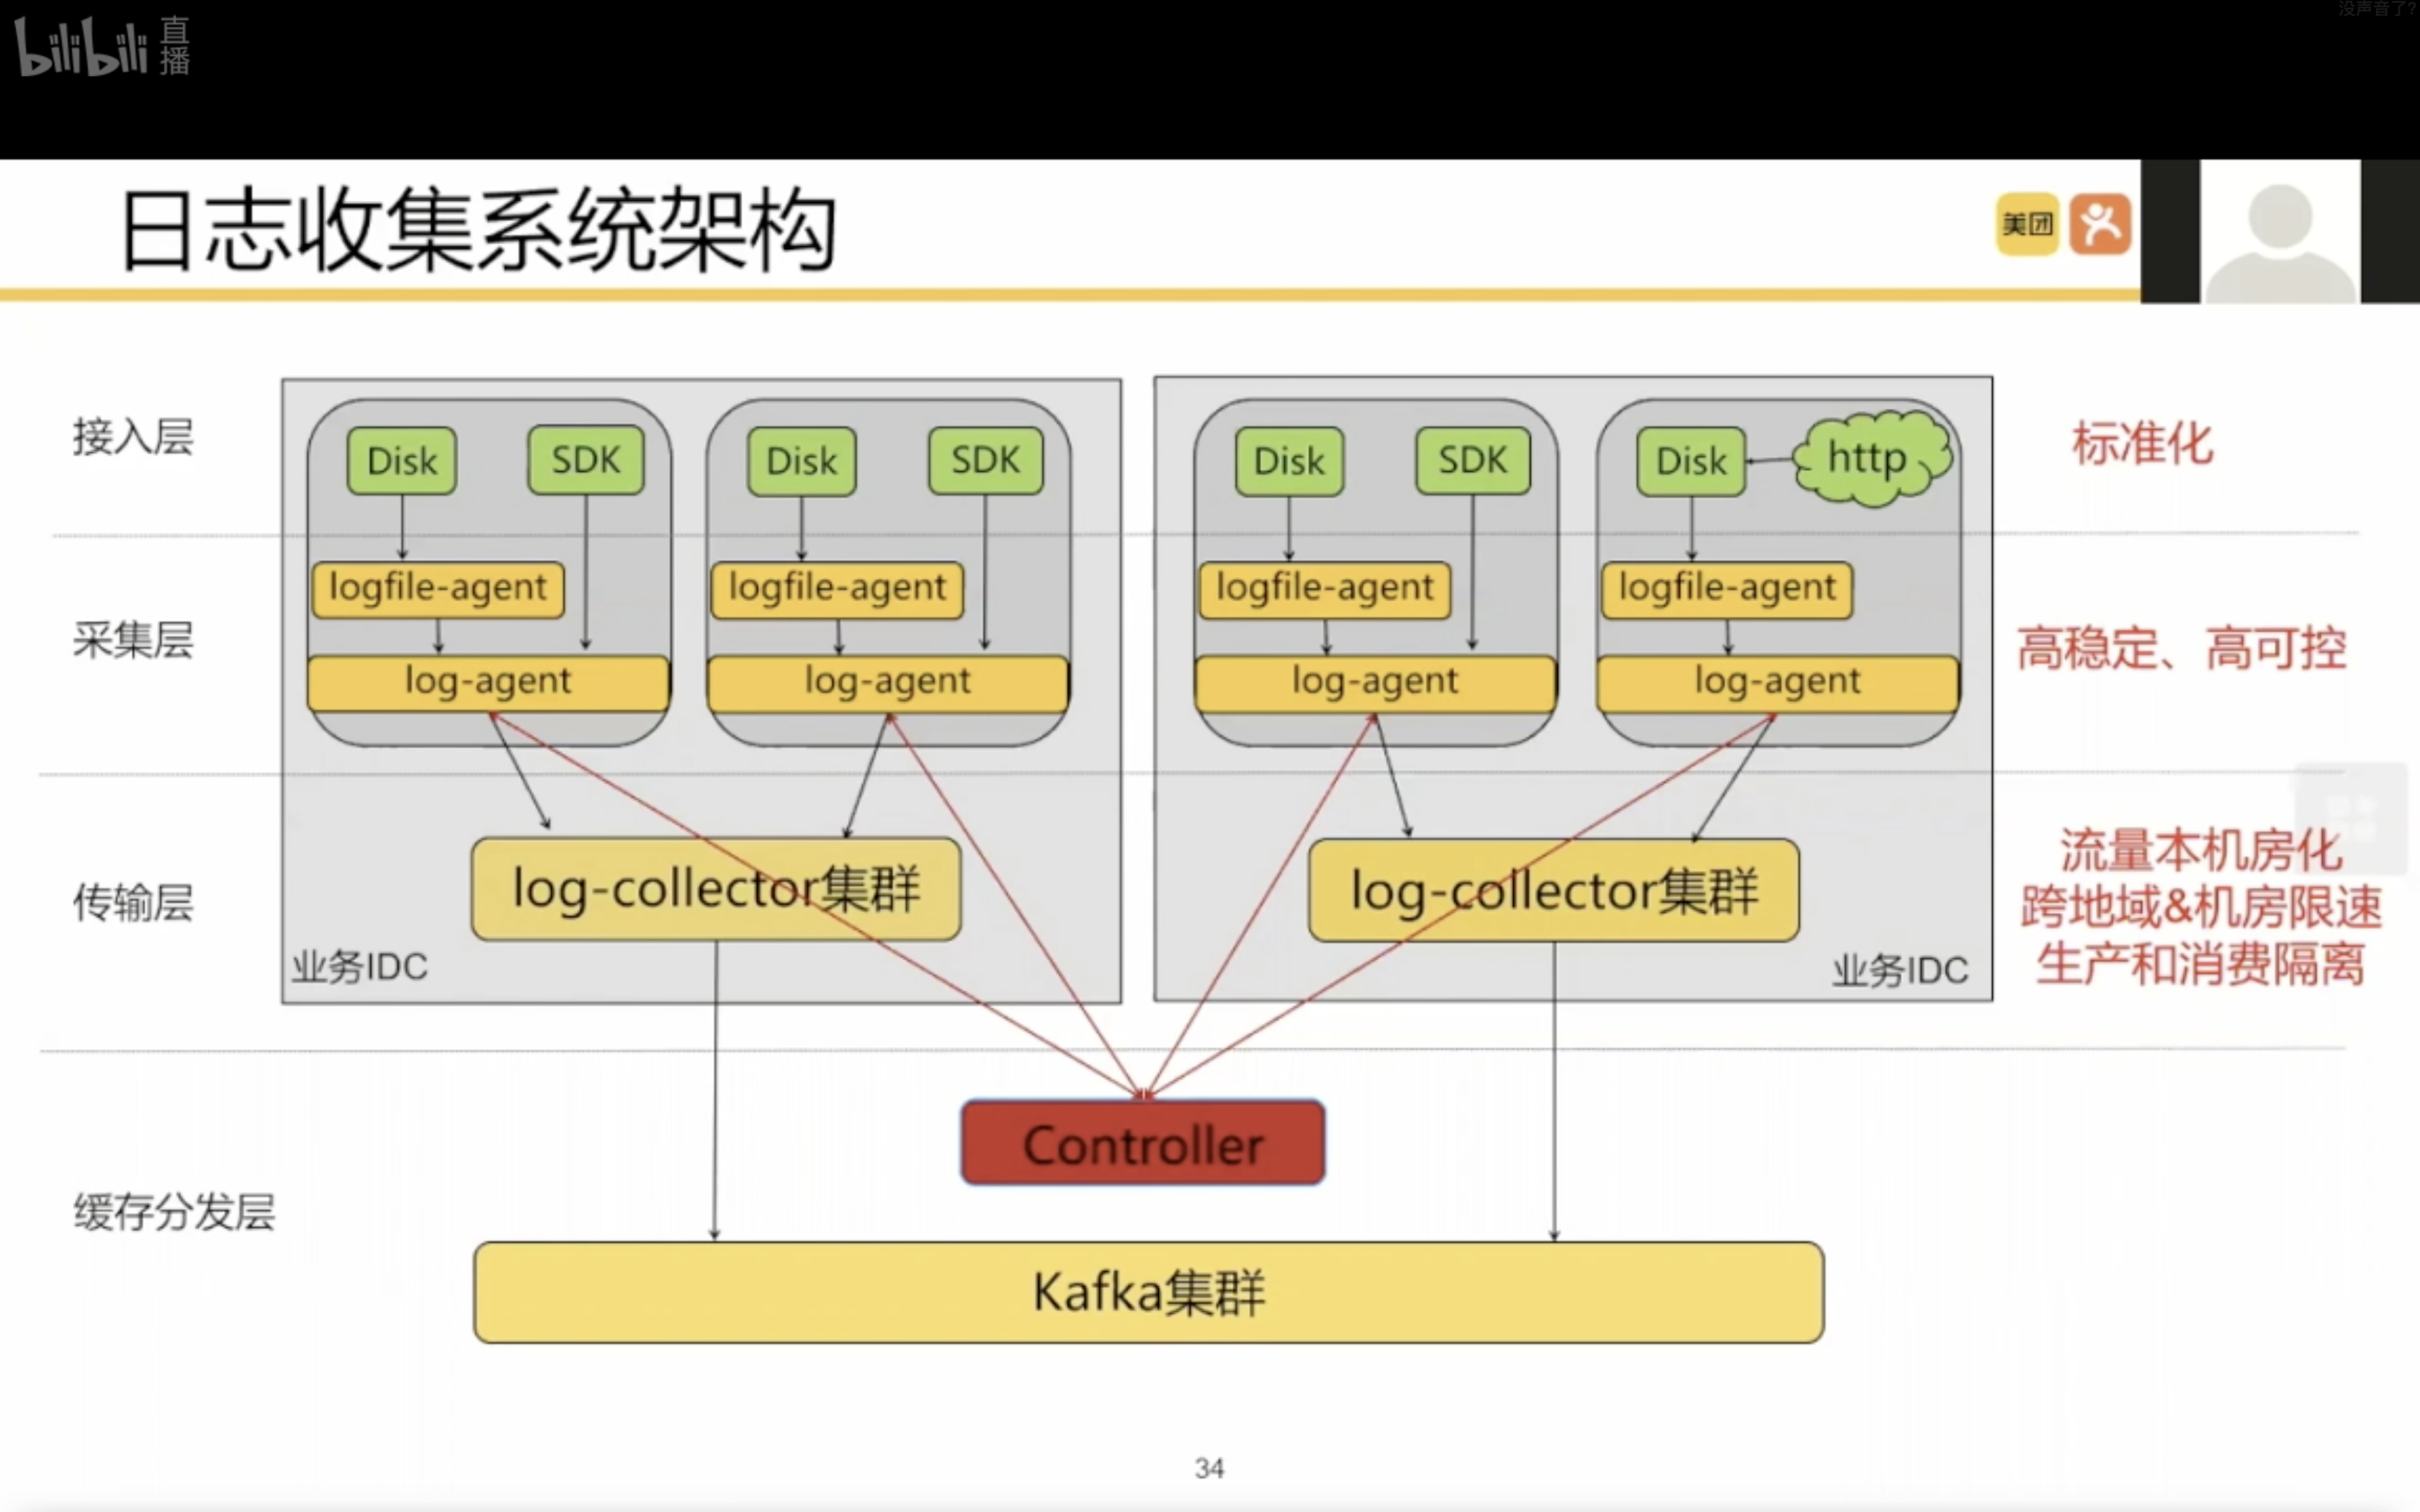 没声音了?
bilibili 直播
日志收集系统架构
美团
接入层
Disk SDK Disk SDK Disk SDK Disk http
标准化
采集层
logfile-agent logfile-agent logfile-agent logfile-agent
log-agent log-agent log-agent log-agent
高稳定、高可控
传输层
log-collector集群 log-collector集群
业务IDC 业务IDC
流量本机房化
跨地域&机房限速
生产和消费隔离
缓存分发层
Controller
Kafka集群
34